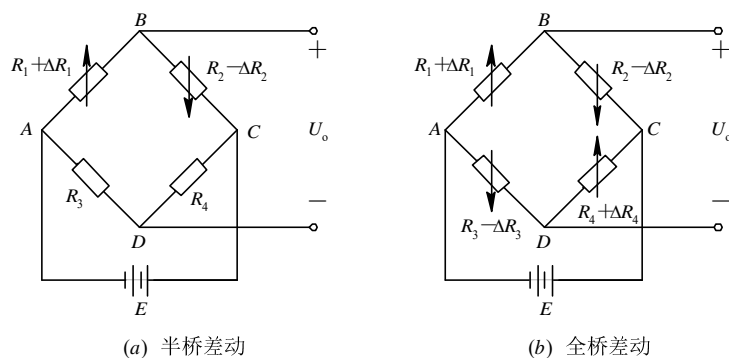 B
R₁+ΔR₁
R₂−ΔR₂
A
C
+
Uₒ
−
R₃
R₄
D
E
(a) 半桥差动
B
R₁+ΔR₁
R₂−ΔR₂
A
C
+
Uₒ
−
R₃−ΔR₃
R₄+ΔR₄
D
E
(b) 全桥差动